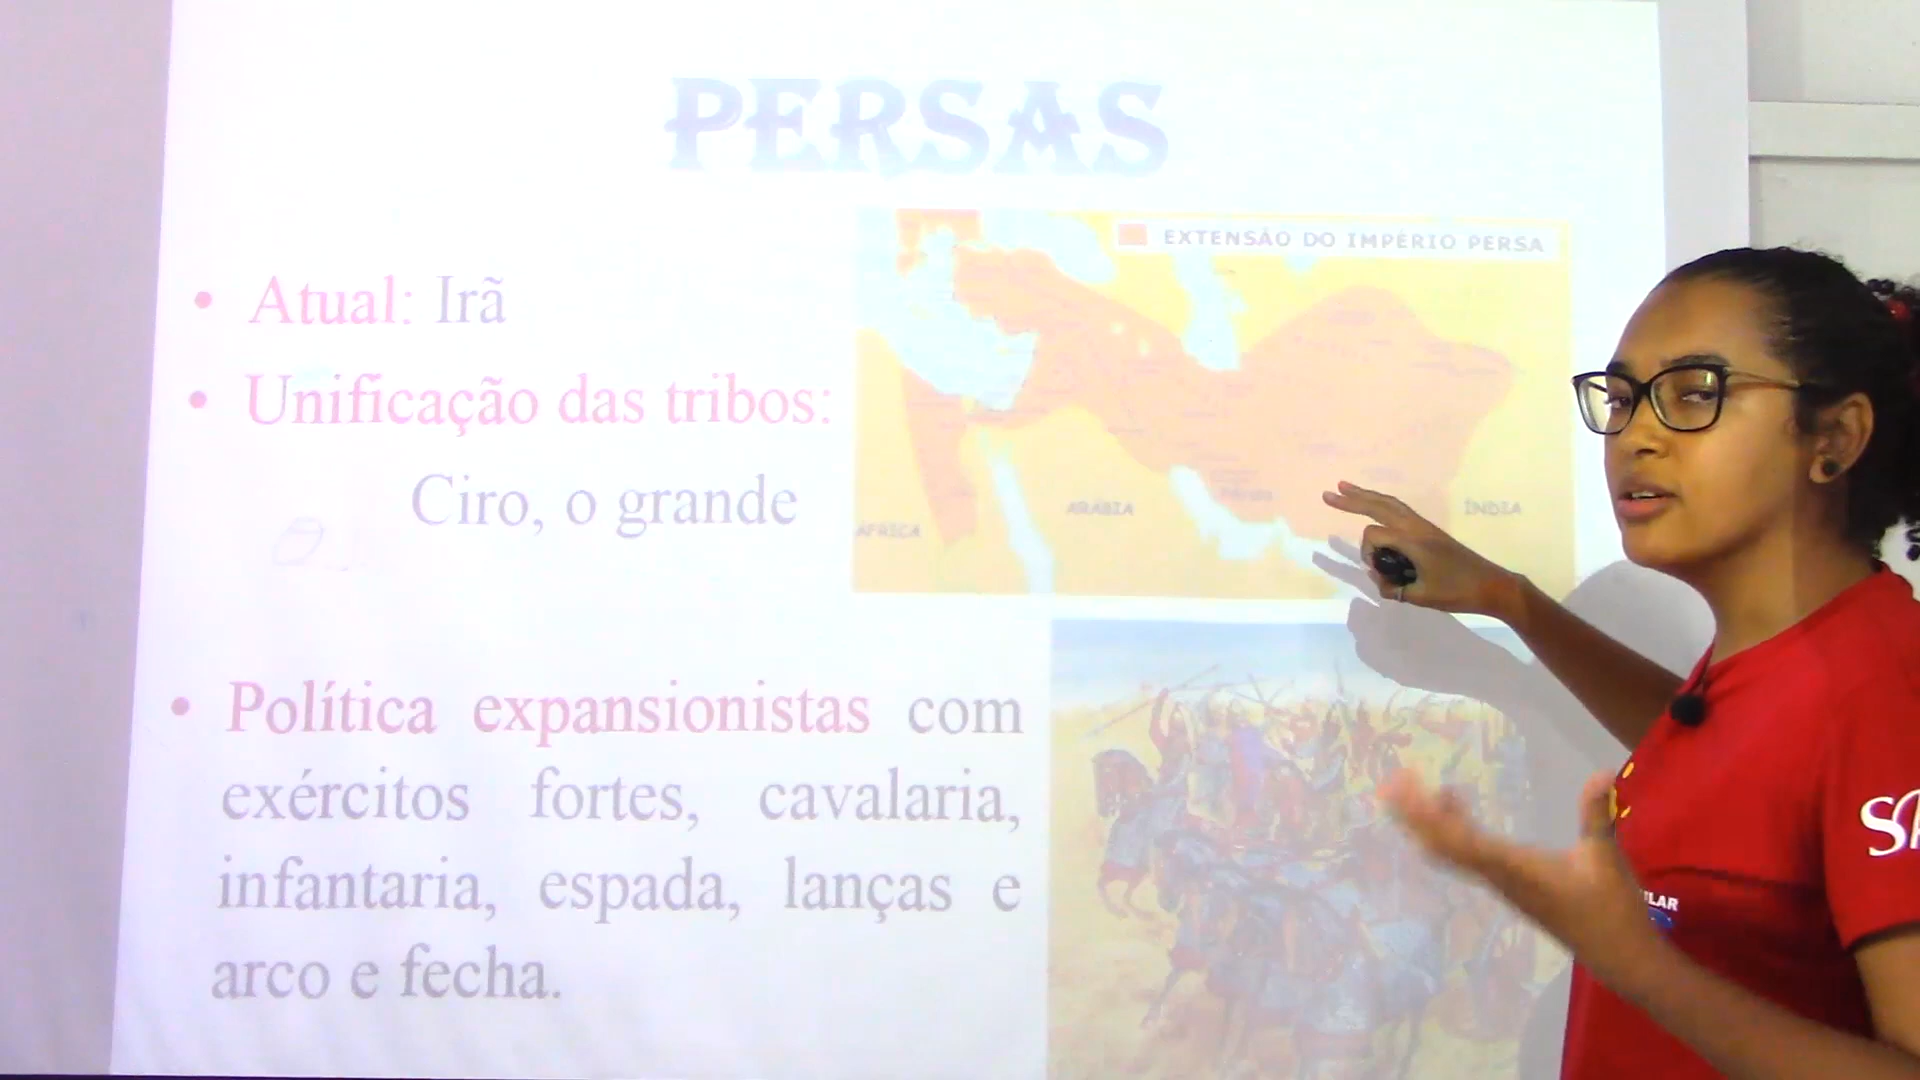 PERSAS
EXTENSÃO DO IMPÉRIO PERSA
• Atual: Irã
• Unificação das tribos:
Ciro, o grande
ÁFRICA
ARÁBIA
ÍNDIA
• Política expansionistas com
exércitos fortes, cavalaria,
infantaria, espada, lanças e
arco e fecha.